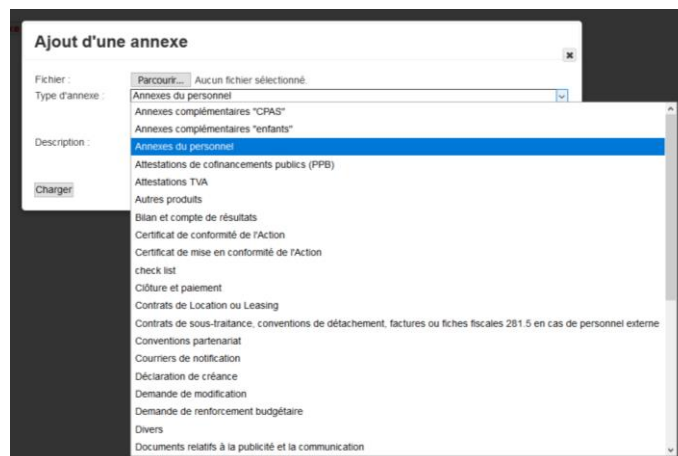 Ajout d'une annexe
Fichier : Parcourir... Aucun fichier sélectionné.
Type d'annexe : Annexes du personnel
Annexes complémentaires "CPAS"
Annexes complémentaires "enfants"
Description : Annexes du personnel
Attestations de cofinancements publics (PPB)
Attestations TVA
Charger
Autres produits
Bilan et compte de résultats
Certificat de conformité de l'Action
Certificat de mise en conformité de l'Action
check list
Clôture et paiement
Contrats de Location ou Leasing
Contrats de sous-traitance, conventions de détachement, factures ou fiches fiscales 281.5 en cas de personnel externe
Conventions partenariat
Courriers de notification
Déclaration de créance
Demande de modification
Demande de renforcement budgétaire
Divers
Documents relatifs à la publicité et la communication